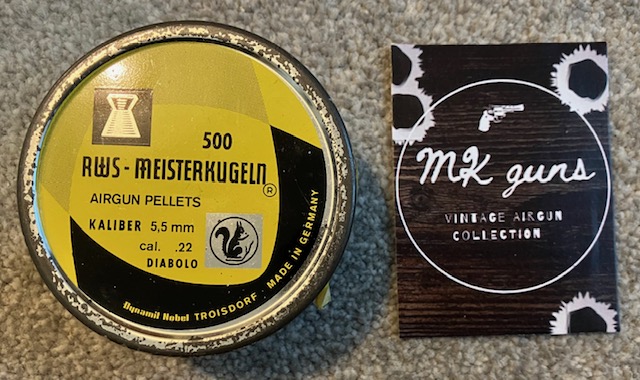 500
RWS-MEISTERKUGELN®
AIRGUN PELLETS
KALIBER 5,5 mm
cal. .22
DIABOLO
Dynamit Nobel TROISDORF MADE IN GERMANY
MK guns
VINTAGE AIRGUN
COLLECTION